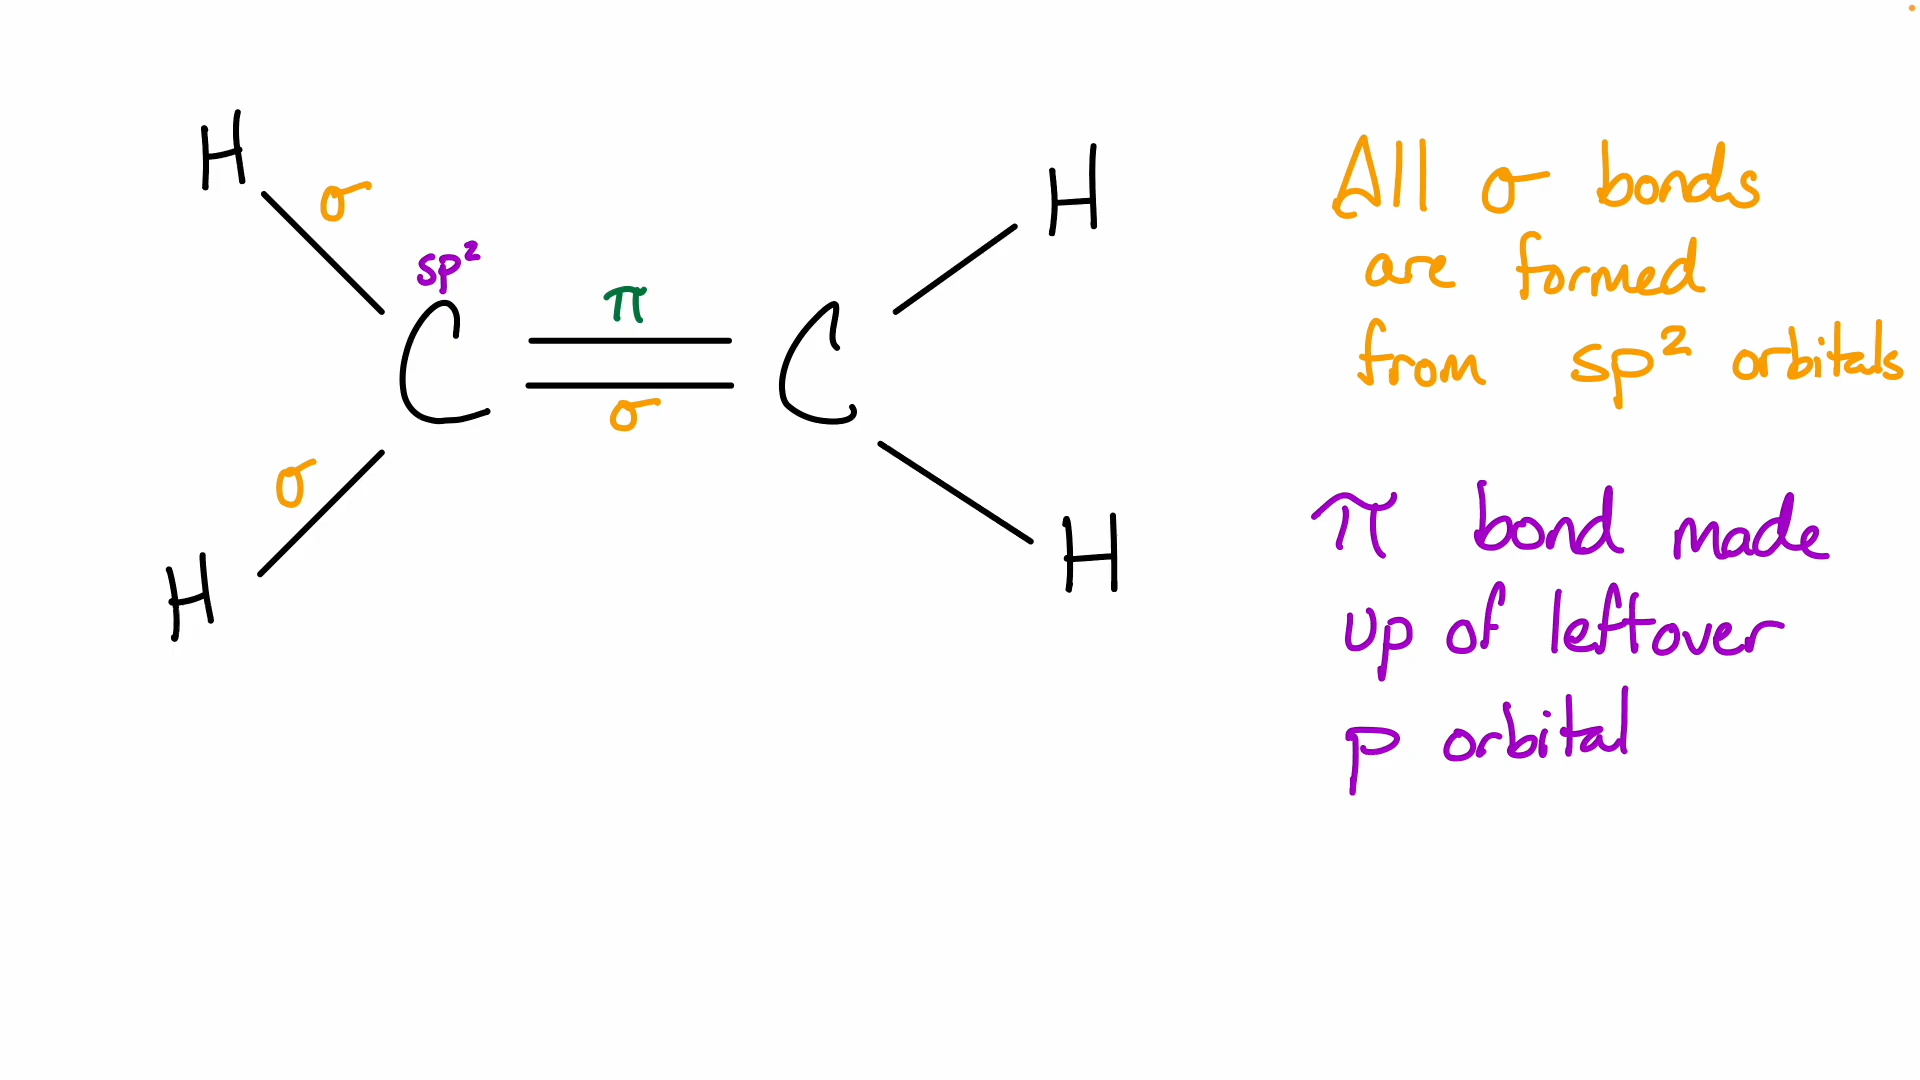 H
σ
H
sp²
π
C
C
σ
σ
H
H
All σ bonds
are formed
from sp² orbitals
π bond made
up of leftover
p orbital